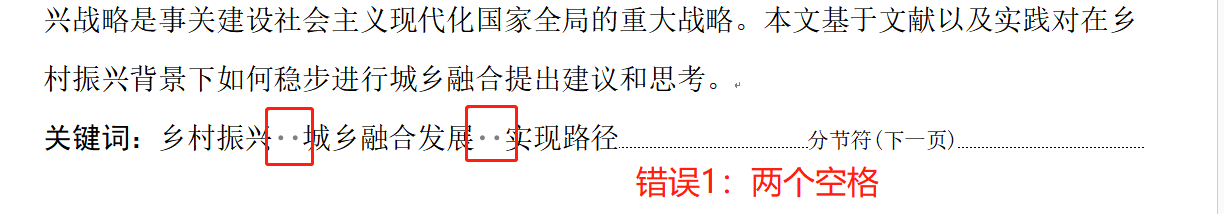 兴战略是事关建设社会主义现代化国家全局的重大战略。本文基于文献以及实践对在乡
村振兴背景下如何稳步进行城乡融合提出建议和思考。
关键词：乡村振兴··城乡融合发展··实现路径 分节符(下一页)
错误1：两个空格